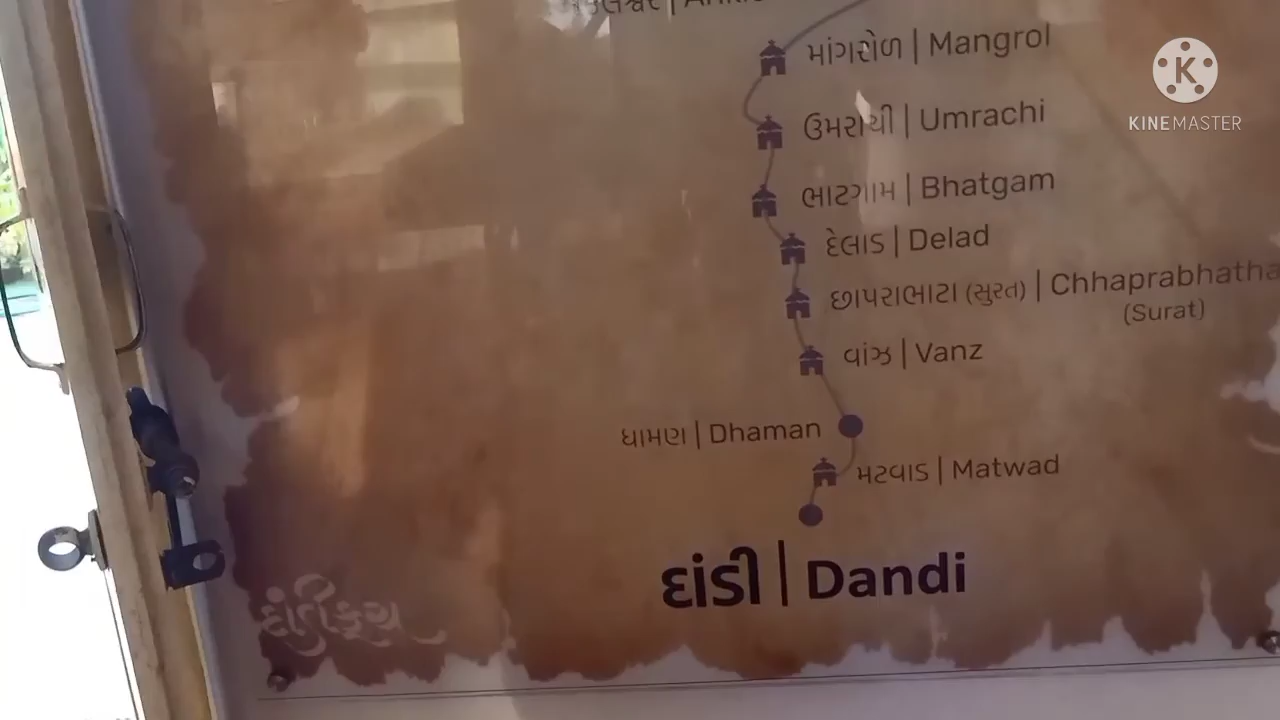 માંગરોળ | Mangrol
KINEMASTER
ઉમરાચી | Umrachi
ભાટગામ | Bhatgam
દેલાડ | Delad
છાપરાભાટા (સુરત) | Chhaprabhatha
(Surat)
વાંઝ | Vanz
ધામણ | Dhaman
મટવાડ | Matwad
દાંડી | Dandi
દાંડીકૂચ